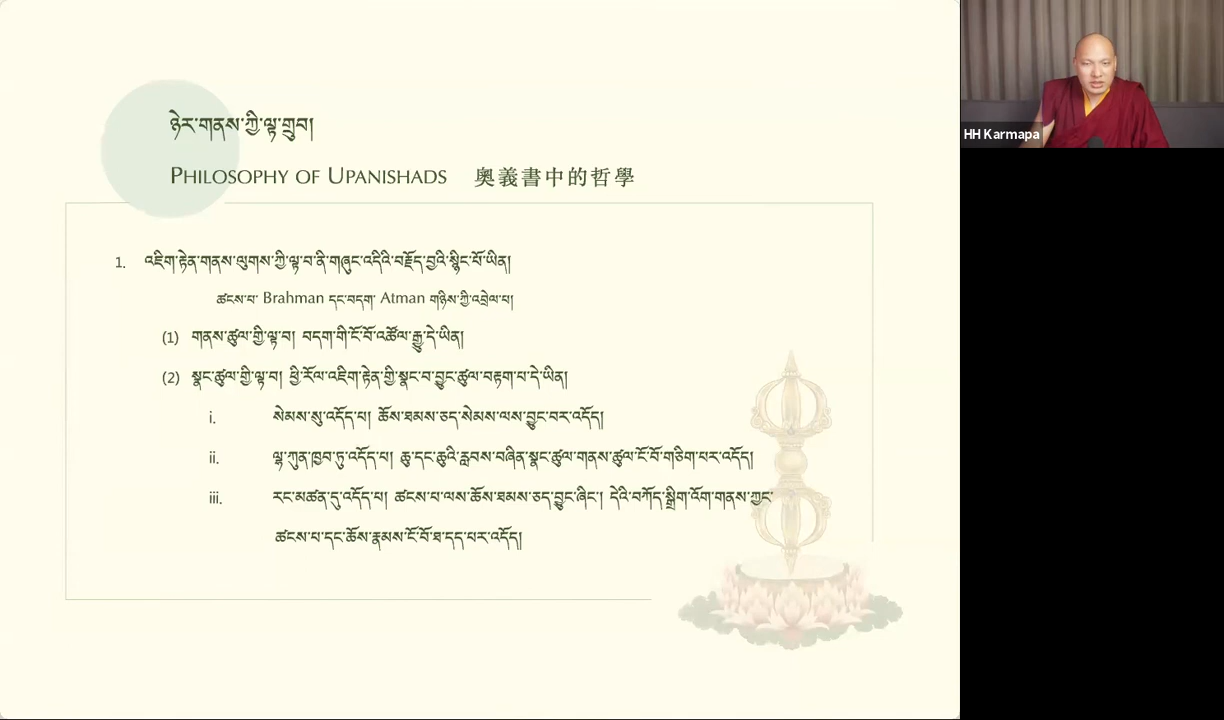 ཉེར་གནས་ཀྱི་ལྟ་གྲུབ།
PHILOSOPHY OF UPANISHADS 奧義書中的哲學
1. འཇིག་རྟེན་གནས་ལུགས་ཀྱི་ལྟ་བ་ནི་གཞུང་འདིའི་བརྗོད་བྱའི་སྙིང་པོ་ཡིན།
ཚངས་པ་ Brahman དང་བདག་ Atman གཉིས་ཀྱི་འབྲེལ་པ།
(1) གནས་ཚུལ་གྱི་ལྟ་བ། བདག་གི་ངོ་བོ་འཚོལ་རྒྱུ་དེ་ཡིན།
(2) སྣང་ཚུལ་གྱི་ལྟ་བ། ཕྱི་རོལ་འཇིག་རྟེན་གྱི་སྣང་བ་བྱུང་ཚུལ་བརྟག་པ་དེ་ཡིན།
i. སེམས་སུ་འདོད་པ། ཆོས་ཐམས་ཅད་སེམས་ལས་བྱུང་བར་འདོད།
ii. ལྷ་ཀུན་ཁྱབ་ཏུ་འདོད་པ། ཆུ་དང་ཆུའི་རླབས་བཞིན་སྣང་ཚུལ་གནས་ཚུལ་ངོ་བོ་གཅིག་པར་འདོད།
iii. རང་མཚན་དུ་འདོད་པ། ཚངས་པ་ལས་ཆོས་ཐམས་ཅད་བྱུང་ཞིང་། དེའི་བཀོད་སྒྲིག་འོག་གནས་ཀྱང་
ཚངས་པ་དང་ཆོས་རྣམས་ངོ་བོ་ཐ་དད་པར་འདོད།
HH Karmapa